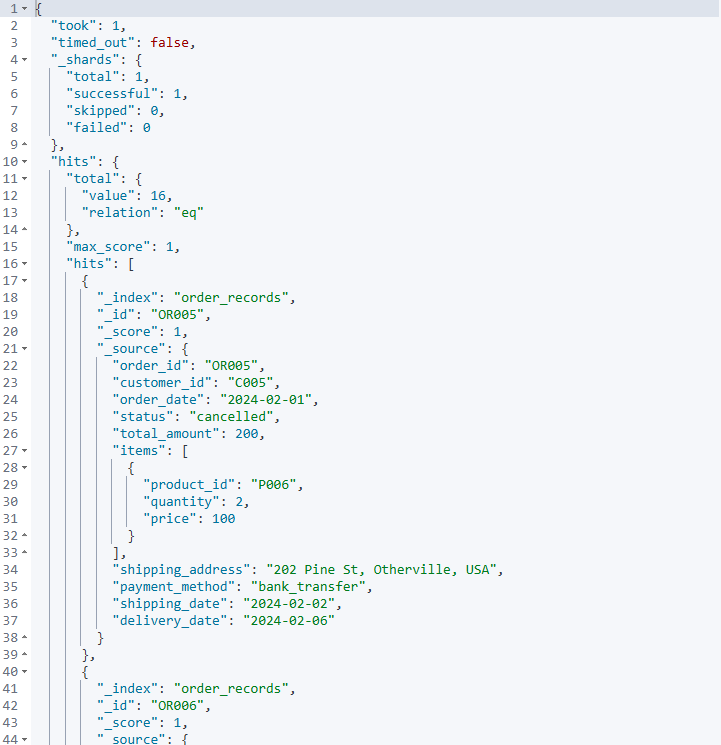 1 {
2 "took": 1,
3 "timed_out": false,
4 "_shards": {
5 "total": 1,
6 "successful": 1,
7 "skipped": 0,
8 "failed": 0
9 },
10 "hits": {
11 "total": {
12 "value": 16,
13 "relation": "eq"
14 },
15 "max_score": 1,
16 "hits": [
17 {
18 "_index": "order_records",
19 "_id": "OR005",
20 "_score": 1,
21 "_source": {
22 "order_id": "OR005",
23 "customer_id": "C005",
24 "order_date": "2024-02-01",
25 "status": "cancelled",
26 "total_amount": 200,
27 "items": [
28 {
29 "product_id": "P006",
30 "quantity": 2,
31 "price": 100
32 }
33 ],
34 "shipping_address": "202 Pine St, Otherville, USA",
35 "payment_method": "bank_transfer",
36 "shipping_date": "2024-02-02",
37 "delivery_date": "2024-02-06"
38 }
39 },
40 {
41 "_index": "order_records",
42 "_id": "OR006",
43 "_score": 1,
44 "_source": {